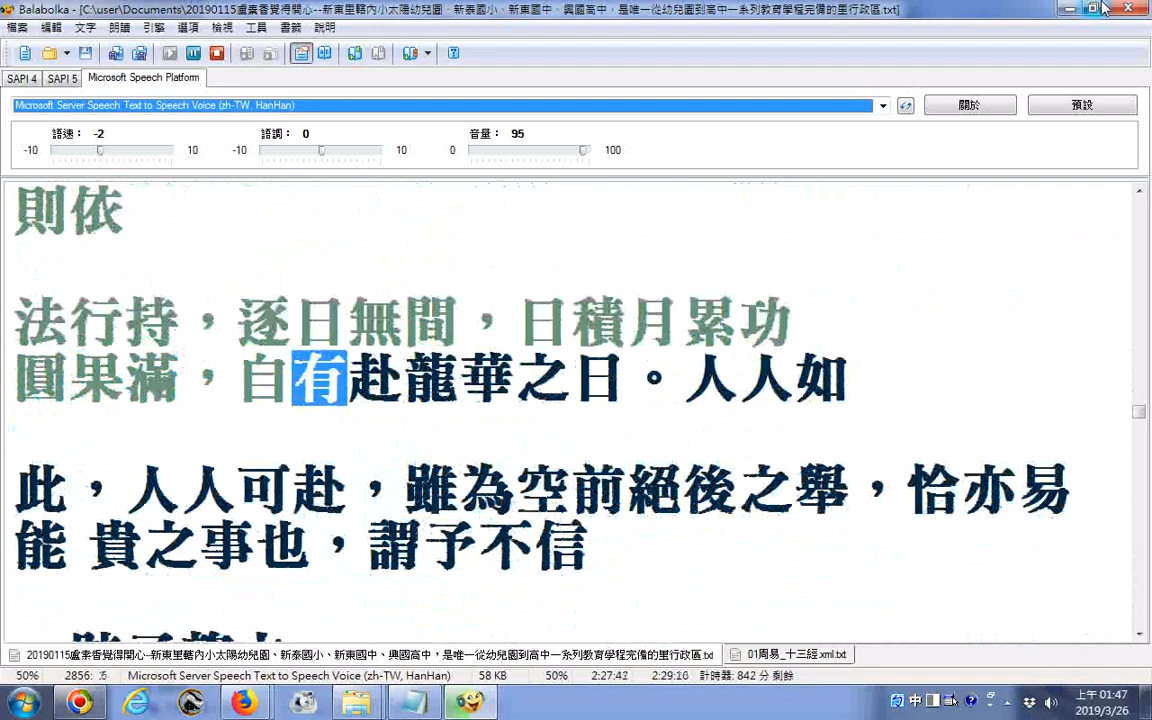 Balabolka - [C:\user\Documents\20190115盧素香覺得開心--新東里轄內小太陽幼兒園、新泰國小、新東國中、興國高中，是唯一從幼兒園到高中一系列教育學程完備的里行政區.txt]
檔案 編輯 文字 朗讀 引擎 選項 檢視 工具 書籤 說明
SAPI 4 SAPI 5 Microsoft Speech Platform
Microsoft Server Speech Text to Speech Voice (zh-TW, HanHan) 關於 預設
語速： -2 語調： 0 音量： 95
-10 10 -10 10 0 100
則依
法行持，逐日無間，日積月累功
圓果滿，自有赴龍華之日。人人如
此，人人可赴，雖為空前絕後之舉，恰亦易
能 貴之事也，謂予不信
20190115盧素香覺得開心--新東里轄內小太陽幼兒園、新泰國小、新東國中、興國高中，是唯一從幼兒園到高中一系列教育學程完備的里行政區.txt 01周易_十三經.xml.txt
50% Microsoft Server Speech Text to Speech Voice (zh-TW, HanHan) 58 KB 50% 2:27:42 2:29:16 計時器: 842 分 剩餘
中
上午 01:47
2019/3/26